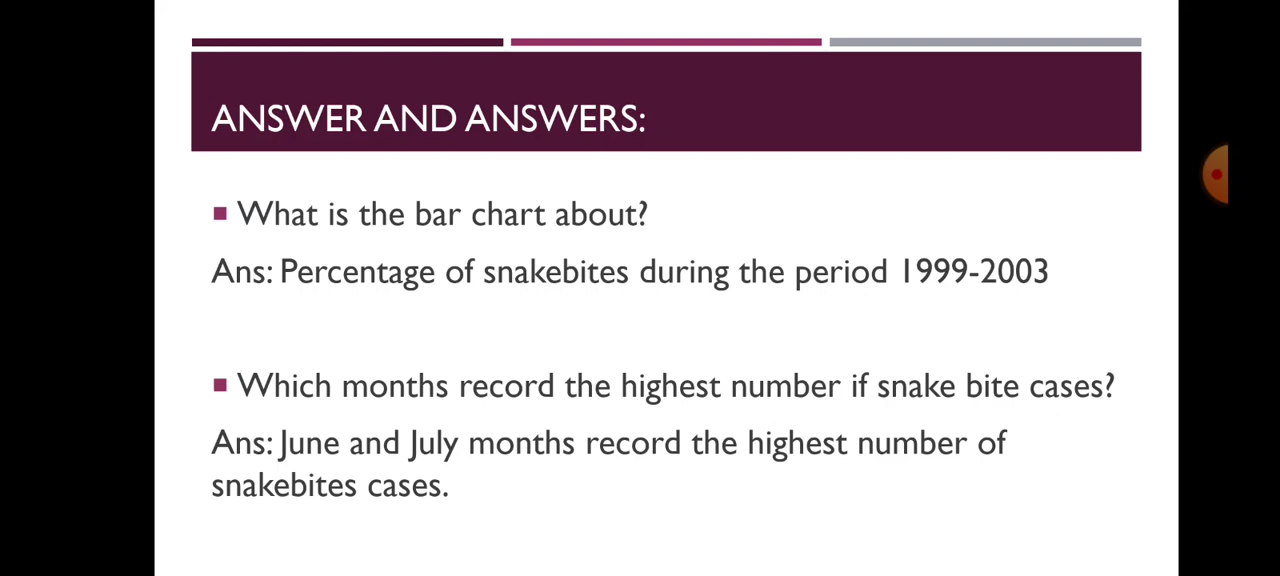 ANSWER AND ANSWERS:
What is the bar chart about?
Ans: Percentage of snakebites during the period 1999-2003
Which months record the highest number if snake bite cases?
Ans: June and July months record the highest number of
snakebites cases.